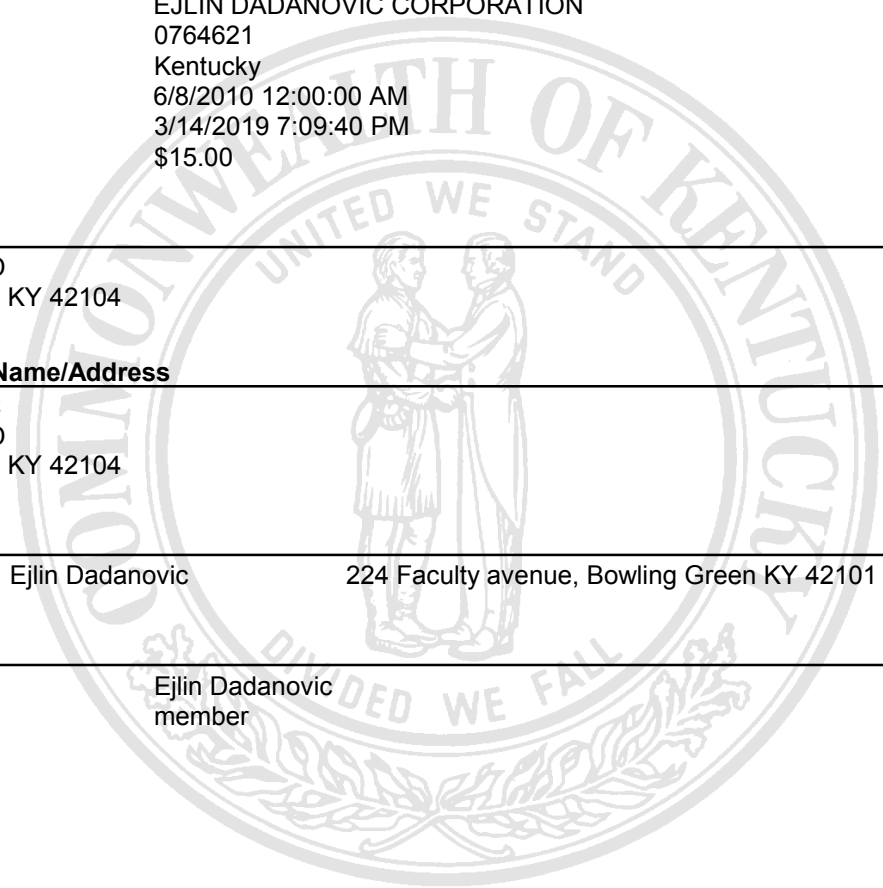 EJLIN DADANOVIC CORPORATION
0764621
Kentucky
6/8/2010 12:00:00 AM
3/14/2019 7:09:40 PM
$15.00
COMMONWEALTH OF KENTUCKY
UNITED WE STAND
KY 42104
Name/Address
KY 42104
Ejlin Dadanovic 224 Faculty avenue, Bowling Green KY 42101
DIVIDED WE FALL
Ejlin Dadanovic
member